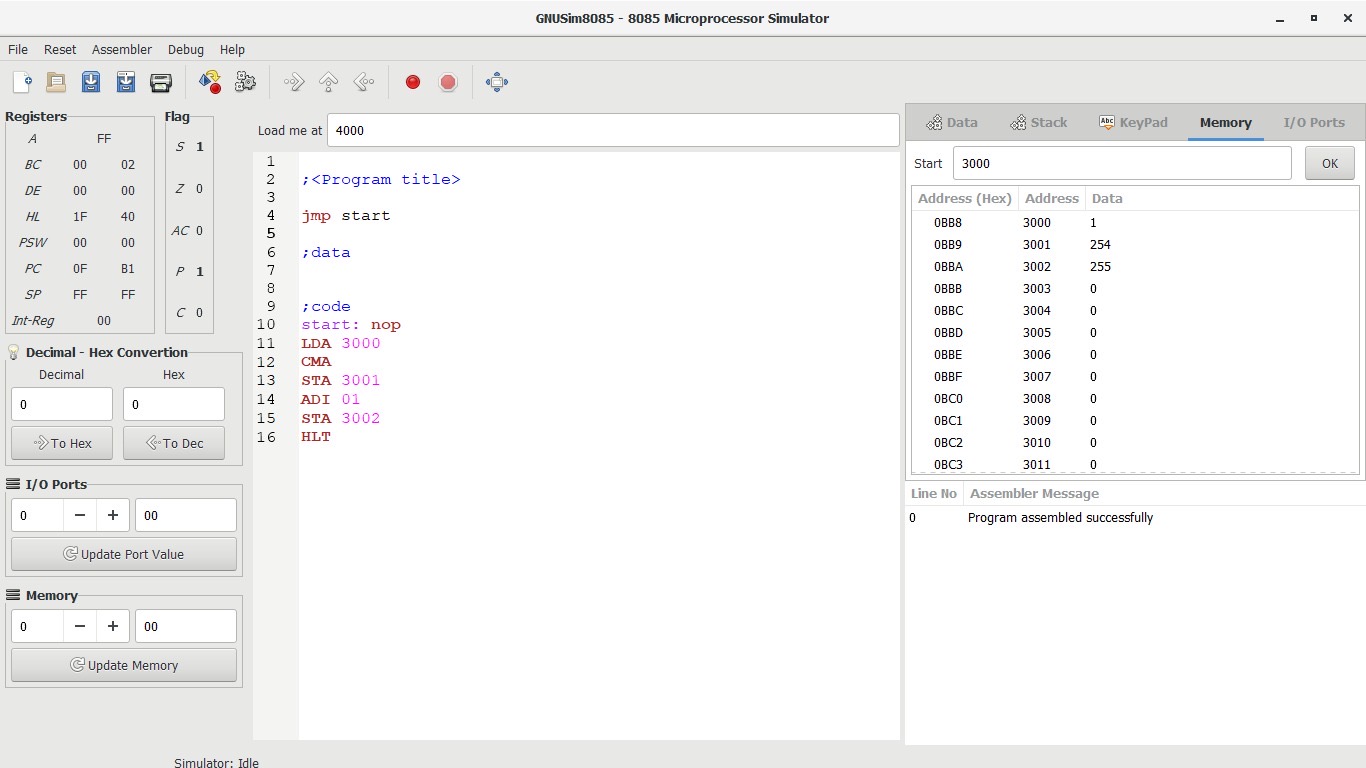 GNUSim8085 - 8085 Microprocessor Simulator
File Reset Assembler Debug Help
Registers
A FF
BC 00 02
DE 00 00
HL 1F 40
PSW 00 00
PC 0F B1
SP FF FF
Int-Reg 00
Flag
S 1
Z 0
AC 0
P 1
C 0
Decimal - Hex Convertion
Decimal Hex
0 0
To Hex To Dec
I/O Ports
0 − + 00
Update Port Value
Memory
0 − + 00
Update Memory
Load me at 4000
1
2 ;<Program title>
3
4 jmp start
5
6 ;data
7
8
9 ;code
10 start: nop
11 LDA 3000
12 CMA
13 STA 3001
14 ADI 01
15 STA 3002
16 HLT
Data Stack Abc KeyPad Memory I/O Ports
Start 3000 OK
Address (Hex) Address Data
0BB8 3000 1
0BB9 3001 254
0BBA 3002 255
0BBB 3003 0
0BBC 3004 0
0BBD 3005 0
0BBE 3006 0
0BBF 3007 0
0BC0 3008 0
0BC1 3009 0
0BC2 3010 0
0BC3 3011 0
Line No Assembler Message
0 Program assembled successfully
Simulator: Idle